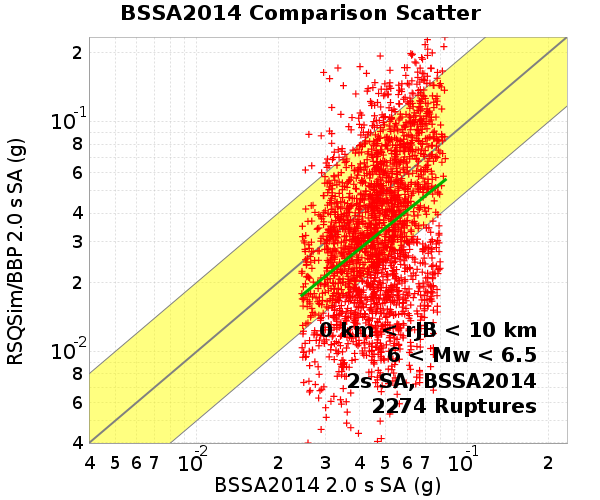 BSSA2014 Comparison Scatter
RSQSim/BBP 2.0 s SA (g)
2
10-1
8
6
4
3
2
10-2
8
6
4
0 km < rJB < 10 km
6 < Mw < 6.5
2s SA, BSSA2014
2274 Ruptures
4 5 6 7 10-2 2 3 4 5 6 7 10-1 2
BSSA2014 2.0 s SA (g)